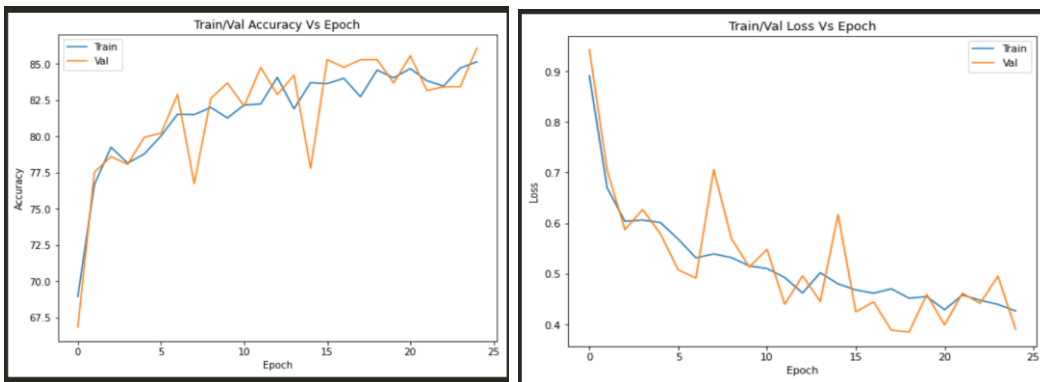 Train/Val Accuracy Vs Epoch
Train
Val
85.0
82.5
80.0
77.5
75.0
72.5
70.0
67.5
Accuracy
0 5 10 15 20 25
Epoch
Train/Val Loss Vs Epoch
Train
Val
0.9
0.8
0.7
0.6
0.5
0.4
Loss
0 5 10 15 20 25
Epoch